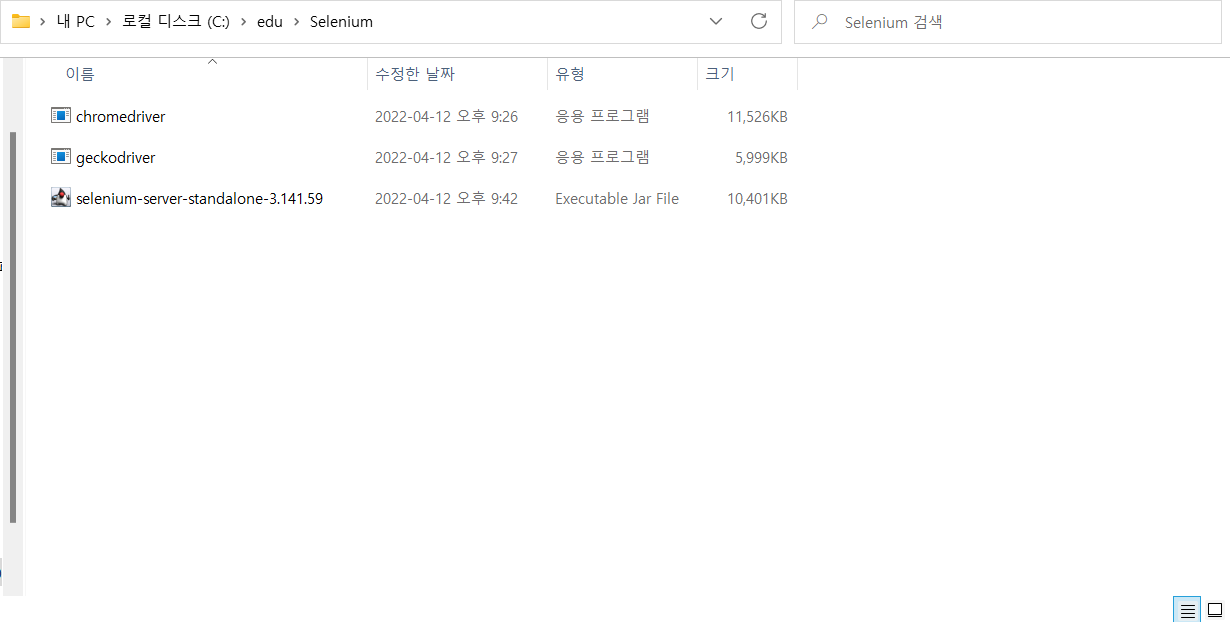 내 PC > 로컬 디스크 (C:) > edu > Selenium
Selenium 검색
이름 수정한 날짜 유형 크기
chromedriver 2022-04-12 오후 9:26 응용 프로그램 11,526KB
geckodriver 2022-04-12 오후 9:27 응용 프로그램 5,999KB
selenium-server-standalone-3.141.59 2022-04-12 오후 9:42 Executable Jar File 10,401KB